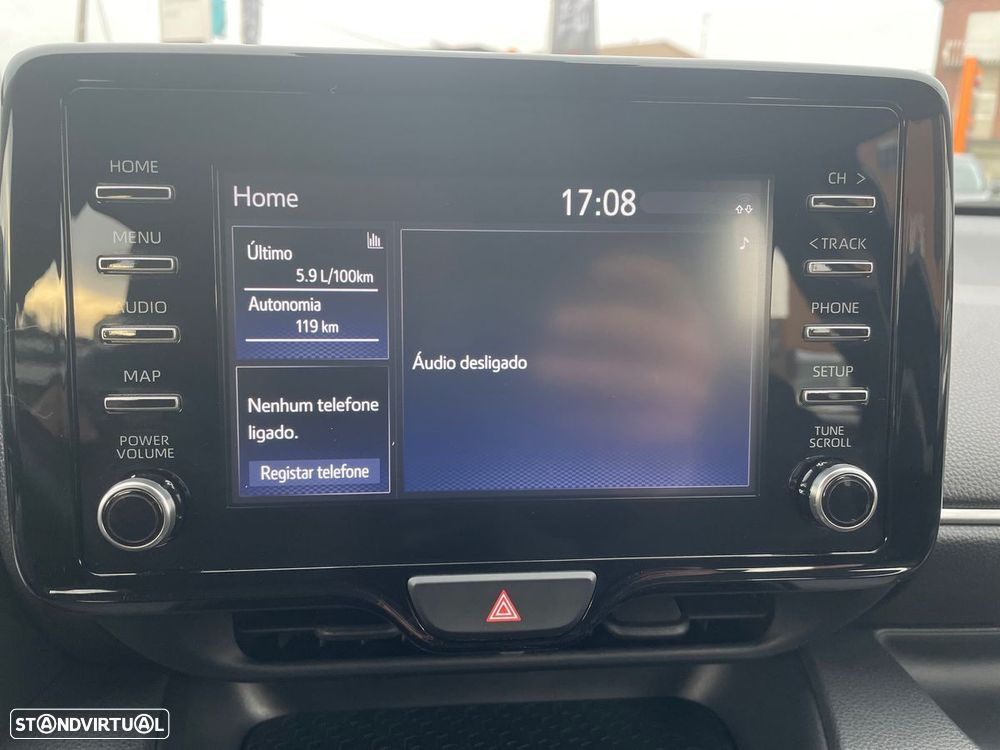 HOME
MENU
AUDIO
MAP
POWER
VOLUME
Home
17:08
Último
5.9 L/100km
Autonomia
119 km
Nenhum telefone
ligado.
Registar telefone
Áudio desligado
CH >
< TRACK
PHONE
SETUP
TUNE
SCROLL
STANDVIRTUAL